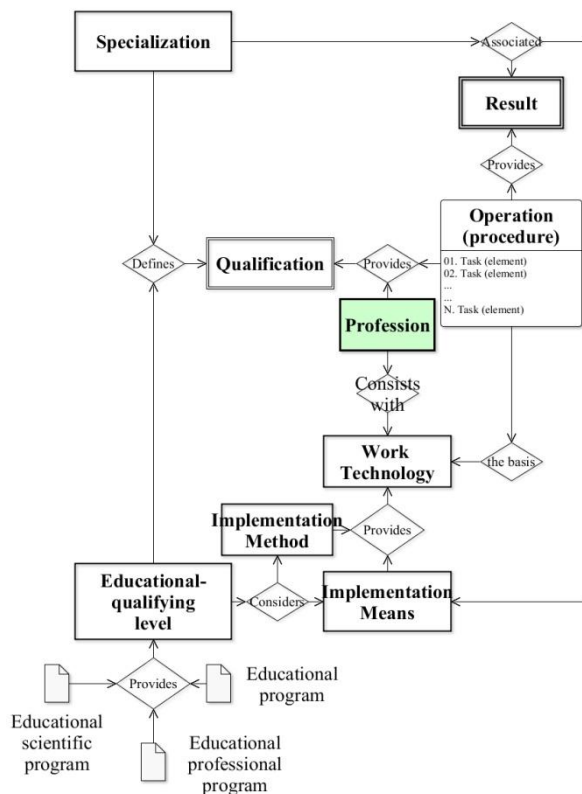 Specialization
Associated
Result
Provides
Operation
(procedure)
01. Task (element)
02. Task (element)
...
...
N. Task (element)
Defines
Qualification
Provides
Profession
Consists
with
Work
Technology
the basis
Implementation
Method
Provides
Educational-
qualifying
level
Considers
Implementation
Means
Provides
Educational
program
Educational
scientific
program
Educational
professional
program